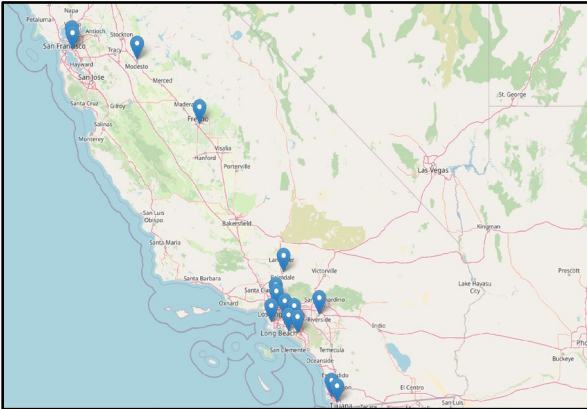 Napa
Petaluma
Antioch
Stockton
San Francisco
Tracy
Modesto
Hayward
San Jose
Merced
Santa Cruz
Gilroy
Madera
Salinas
Fresno
Monterey
Visalia
Hanford
Porterville
St. George
Las Vegas
San Luis
Obispo
Bakersfield
Kingman
Santa Maria
Prescott
Victorville
Lake Havasu
City
Santa Barbara
Oxnard
Riverside
Indio
Long Beach
San Clemente
Temecula
Oceanside
Buckeye
El Centro
San Luis
Tijuana